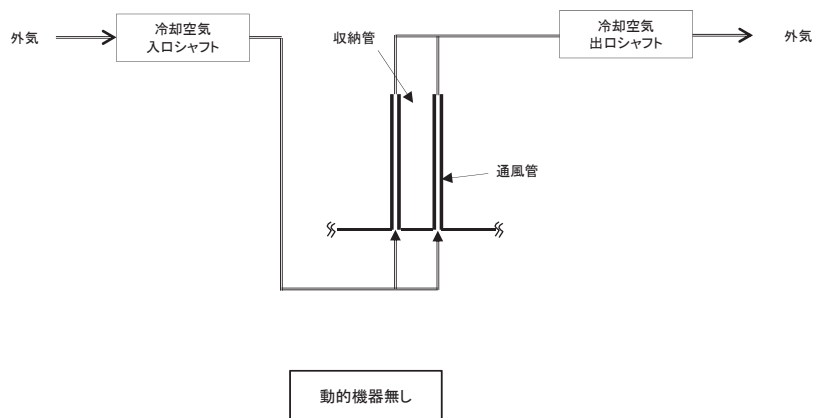 外気
冷却空気
入口シャフト
収納管
冷却空気
出口シャフト
外気
通風管
動的機器無し